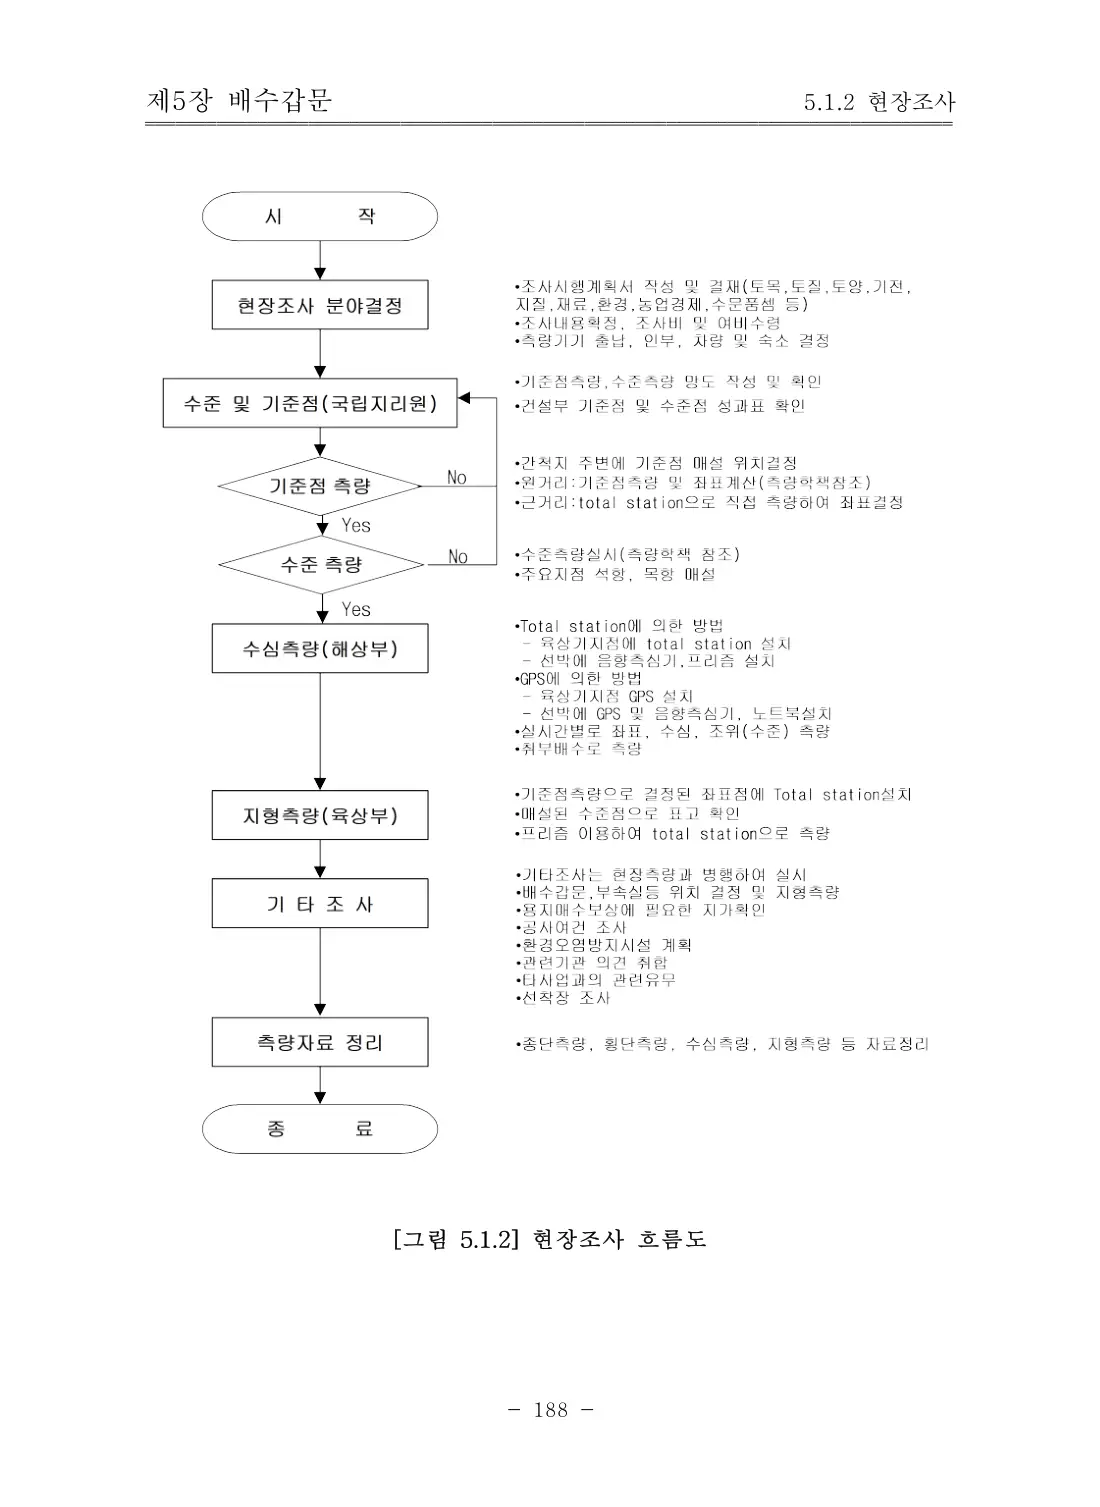 제5장 배수갑문
5.1.2 현장조사
시 작
현장조사 분야결정
•조사시행계획서 작성 및 결재(토목,토질,토양,기전,
지질,재료,환경,농업경제,수문품셈 등)
•조사내용확정, 조사비 및 여비수령
•측량기기 출납, 인부, 차량 및 숙소 결정
수준 및 기준점(국립지리원)
•기준점측량,수준측량 망도 작성 및 확인
•건설부 기준점 및 수준점 성과표 확인
기준점 측량
No
Yes
•간척지 주변에 기준점 매설 위치결정
•원거리:기준점측량 및 좌표계산(측량학책참조)
•근거리:total station으로 직접 측량하여 좌표결정
수준 측량
No
Yes
•수준측량실시(측량학책 참조)
•주요지점 석항, 목항 매설
수심측량(해상부)
•Total station에 의한 방법
- 육상기지점에 total station 설치
- 선박에 음향측심기,프리즘 설치
•GPS에 의한 방법
- 육상기지점 GPS 설치
- 선박에 GPS 및 음향측심기, 노트북설치
•실시간별로 좌표, 수심, 조위(수준) 측량
•취부배수로 측량
지형측량(육상부)
•기준점측량으로 결정된 좌표점에 Total station설치
•매설된 수준점으로 표고 확인
•프리즘 이용하여 total station으로 측량
기 타 조 사
•기타조사는 현장측량과 병행하여 실시
•배수갑문,부속실등 위치 결정 및 지형측량
•용지매수보상에 필요한 지가확인
•공사여건 조사
•환경오염방지시설 계획
•관련기관 의견 취합
•타사업과의 관련유무
•선착장 조사
측량자료 정리
•종단측량, 횡단측량, 수심측량, 지형측량 등 자료정리
종 료
[그림 5.1.2] 현장조사 흐름도
- 188 -